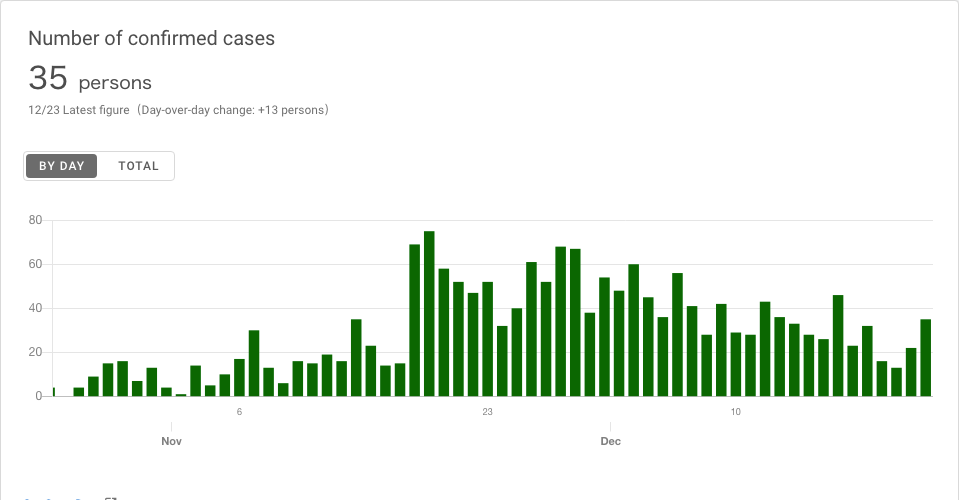 Number of confirmed cases
35 persons
12/23 Latest figure（Day-over-day change: +13 persons）
BY DAY TOTAL
80
60
40
20
0
6 23 10
Nov Dec